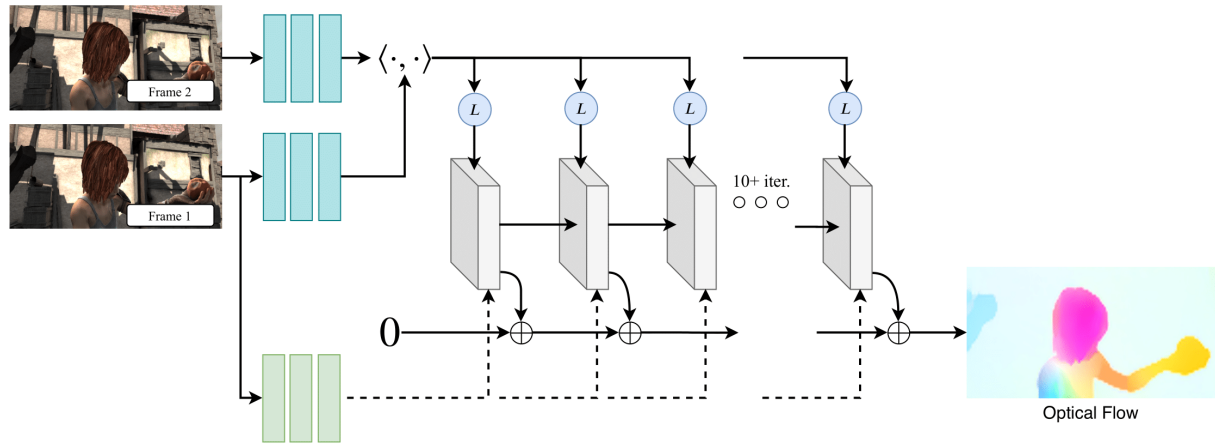 Frame 2
⟨·, ·⟩
L L L L
Frame 1
10+ iter.
0
Optical Flow